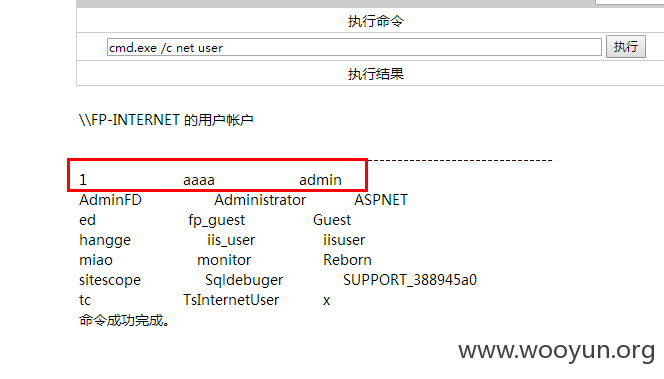 执行命令
cmd.exe /c net user 执行
执行结果
\\FP-INTERNET 的用户帐户
-------------------------------------------------------------------------------
1 aaaa admin
AdminFD Administrator ASPNET
ed fp_guest Guest
hangge iis_user iisuser
miao monitor Reborn
sitescope Sqldebuger SUPPORT_388945a0
tc TsInternetUser x
命令成功完成。
www.wooyun.org